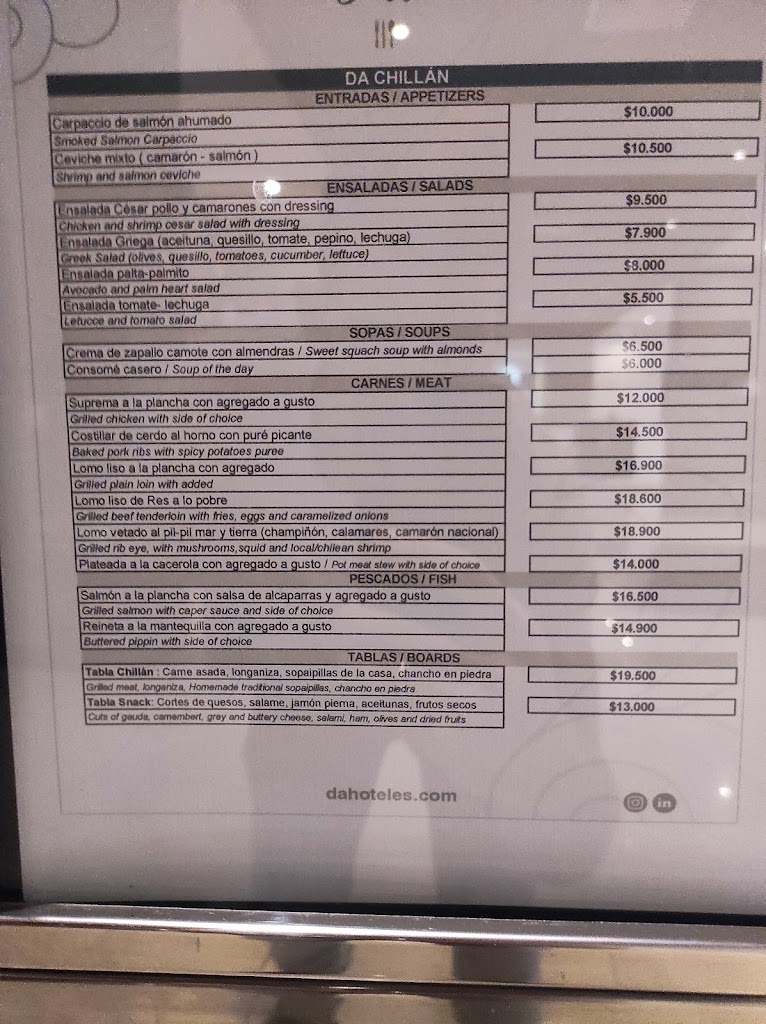 DA CHILLÁN
ENTRADAS / APPETIZERS
Carpaccio de salmón ahumado $10.000
Smoked Salmon Carpaccio
Ceviche mixto ( camarón - salmón ) $10.500
Shrimp and salmon ceviche
ENSALADAS / SALADS
Ensalada César pollo y camarones con dressing $9.500
Chicken and shrimp cesar salad with dressing
Ensalada Griega (aceituna, quesillo, tomate, pepino, lechuga) $7.900
Greek Salad (olives, quesillo, tomatoes, cucumber, lettuce)
Ensalada palta-palmito $8.000
Avocado and palm heart salad
Ensalada tomate- lechuga $5.500
Letucce and tomato salad
SOPAS / SOUPS
Crema de zapallo camote con almendras / Sweet squach soup with almonds $6.500
Consomé casero / Soup of the day $6.000
CARNES / MEAT
Suprema a la plancha con agregado a gusto $12.000
Grilled chicken with side of choice
Costillar de cerdo al horno con puré picante $14.500
Baked pork ribs with spicy potatoes puree
Lomo liso a la plancha con agregado $16.900
Grilled plain loin with added
Lomo liso de Res a lo pobre $18.600
Grilled beef tenderloin with fries, eggs and caramelized onions
Lomo vetado al pil-pil mar y tierra (champiñón, calamares, camarón nacional) $18.900
Grilled rib eye, with mushrooms,squid and local/chilean shrimp
Plateada a la cacerola con agregado a gusto / Pot meat stew with side of choice $14.000
PESCADOS / FISH
Salmón a la plancha con salsa de alcaparras y agregado a gusto $16.500
Grilled salmon with caper sauce and side of choice
Reineta a la mantequilla con agregado a gusto $14.900
Buttered pippin with side of choice
TABLAS / BOARDS
Tabla Chillán : Carne asada, longaniza, sopaipillas de la casa, chancho en piedra $19.500
Grilled meat, longaniza, Homemade traditional sopaipillas, chancho en piedra
Tabla Snack: Cortes de quesos, salame, jamón pierna, aceitunas, frutos secos $13.000
Cuts of gauda, camembert, grey and buttery cheese, salami, ham, olives and dried fruits
dahoteles.com
in